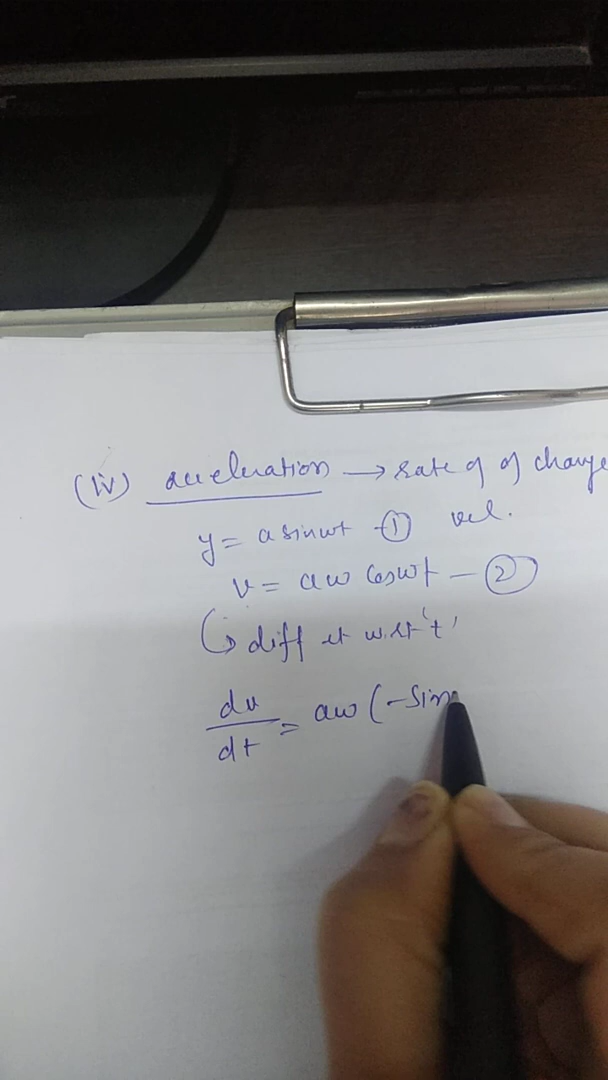 (iv) acceleration → rate of of change
y = a sinωt -① vel.
v = aω cosωt - ②
↳ diff it w.r.t 't'
dv/dt = aω (-sin